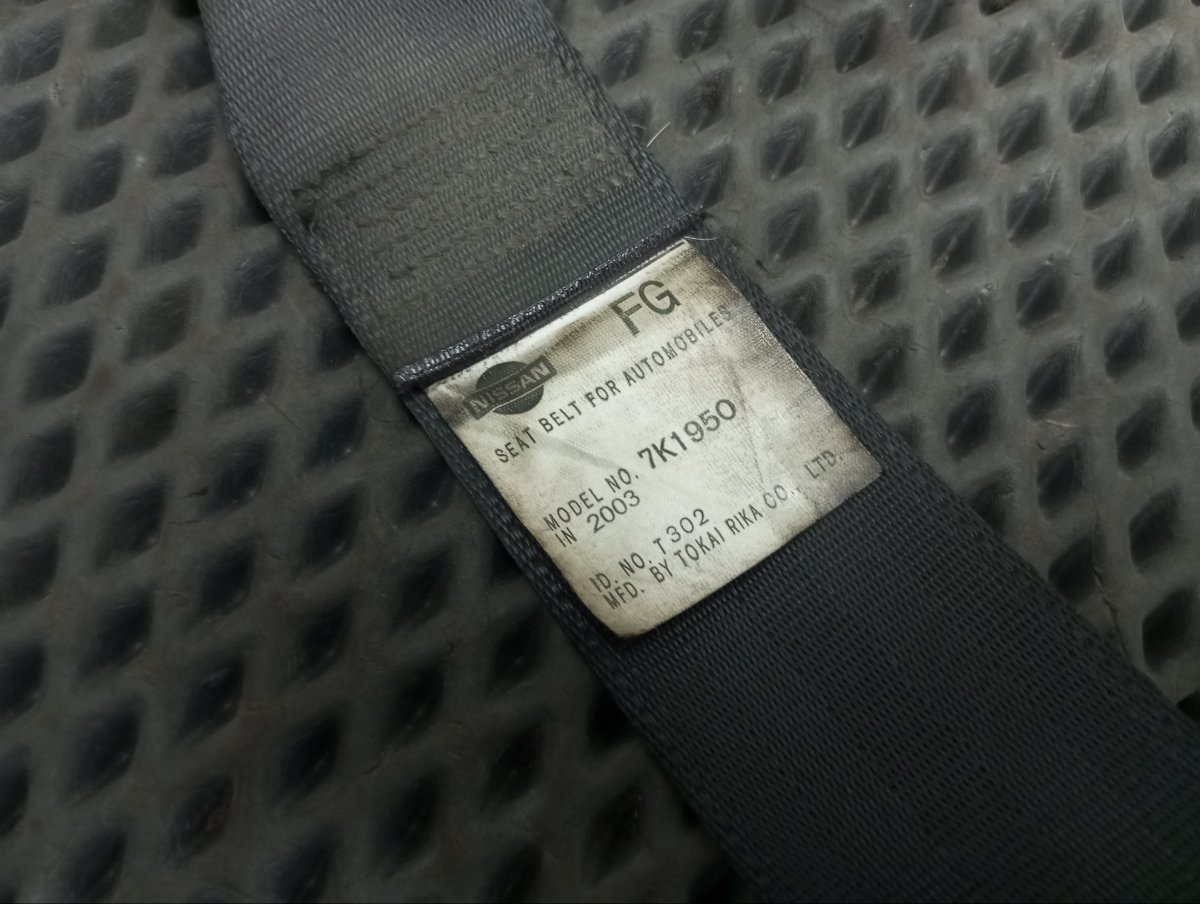 FG
NISSAN
SEAT BELT FOR AUTOMOBILES
MODEL NO. 7K1950
IN 2003
ID. NO. T302
MFD. BY TOKAI RIKA CO., LTD.